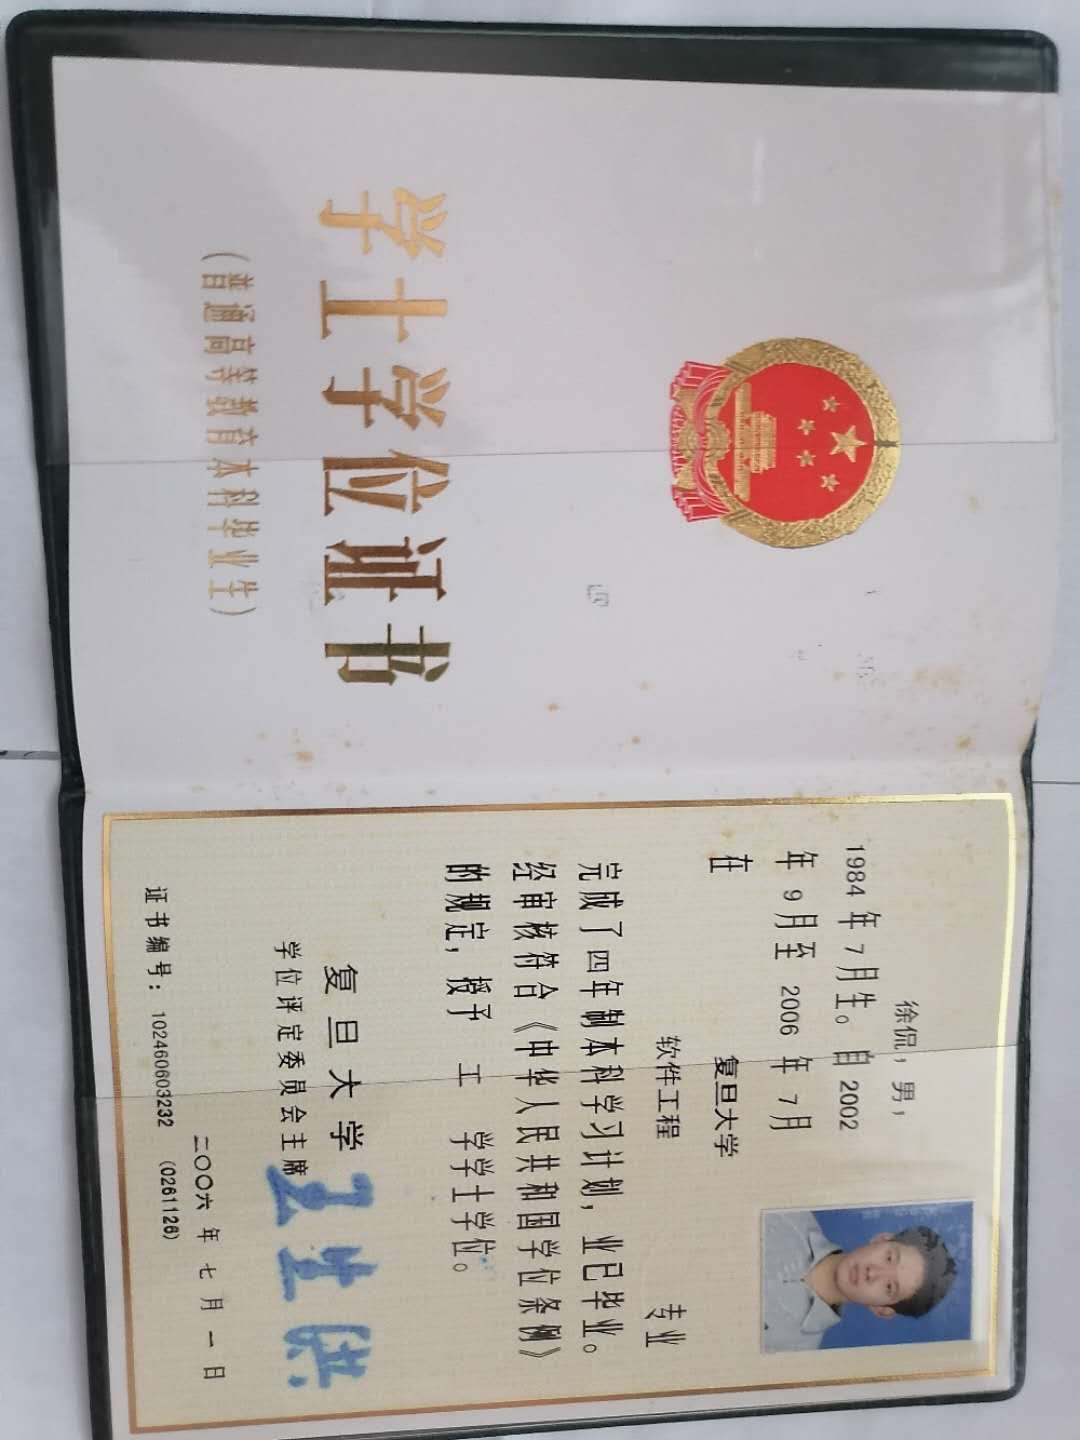 学士学位证书
(普通高等教育本科毕业生)
徐侃，男，
1984 年 7 月生。自 2002
年 9 月至 2006 年 7 月
在 复旦大学
软件工程 专业
完成了四年制本科学习计划，业已毕业。
经审核符合《中华人民共和国学位条例》
的规定，授予 工 学学士学位。
复旦大学
学位评定委员会主席 王生洪
二〇〇六年七月一日
证书编号：10246060323​2 (0261126)